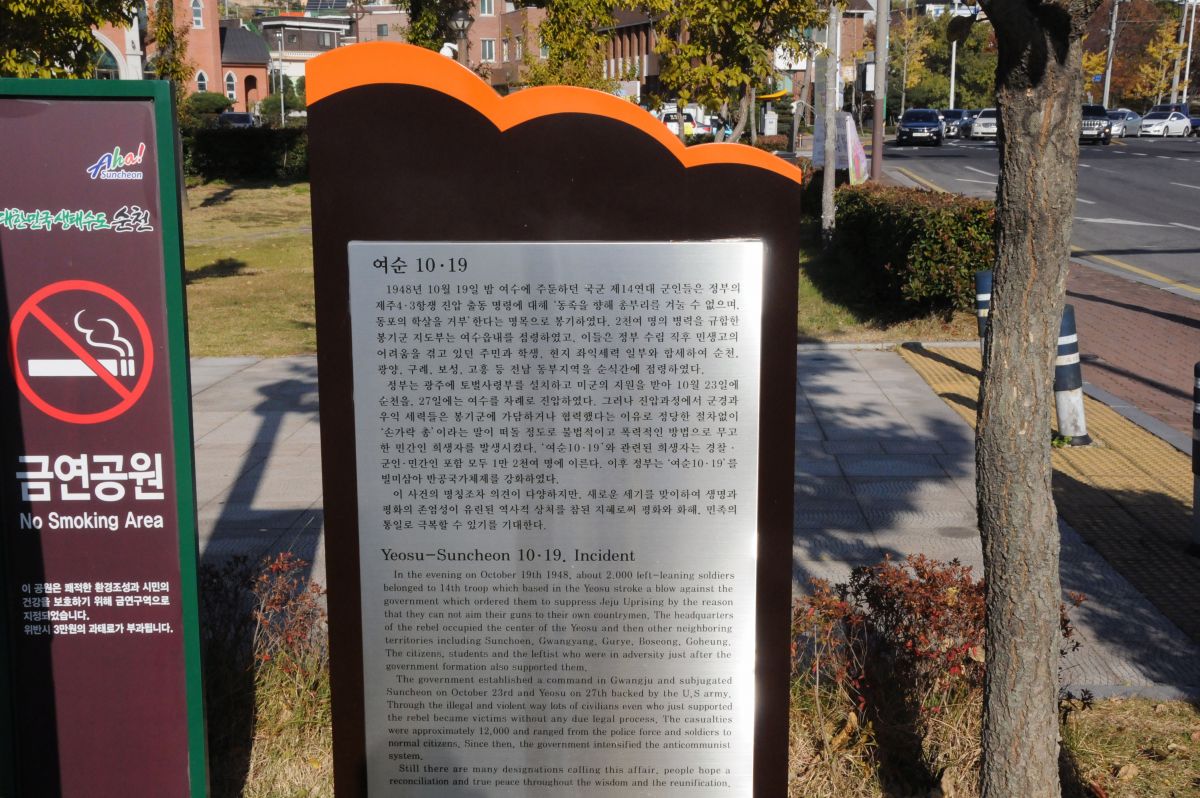 Aha!
Suncheon
대한민국 생태수도 순천
금연공원
No Smoking Area
이 공원은 쾌적한 환경조성과 시민의
건강을 보호하기 위해 금연구역으로
지정되었습니다.
위반시 3만원의 과태료가 부과됩니다.
여순 10·19
1948년 10월 19일 밤 여수에 주둔하던 국군 제14연대 군인들은 정부의
제주4·3항쟁 진압 출동 명령에 대해 '동족을 향해 총부리를 겨눌 수 없으며,
동포의 학살을 거부'한다는 명목으로 봉기하였다. 2천여 명의 병력을 규합한
봉기군 지도부는 여수읍내를 점령하였고, 이들은 정부 수립 직후 민생고의
어려움을 겪고 있던 주민과 학생, 현지 좌익세력 일부와 합세하여 순천,
광양, 구례, 보성, 고흥 등 전남 동부지역을 순식간에 점령하였다.
정부는 광주에 토벌사령부를 설치하고 미군의 지원을 받아 10월 23일에
순천을, 27일에는 여수를 차례로 진압하였다. 그러나 진압과정에서 군경과
우익 세력들은 봉기군에 가담하거나 협력했다는 이유로 정당한 절차없이
'손가락 총'이라는 말이 떠돌 정도로 불법적이고 폭력적인 방법으로 무고
한 민간인 희생자를 발생시켰다. '여순10·19'와 관련된 희생자는 경찰·
군인·민간인 포함 모두 1만 2천여 명에 이른다. 이후 정부는 '여순10·19'를
빌미삼아 반공국가체제를 강화하였다.
이 사건의 명칭조차 의견이 다양하지만, 새로운 세기를 맞이하여 생명과
평화의 존엄성이 유린된 역사적 상처를 참된 지혜로써 평화와 화해, 민족의
통일로 극복할 수 있기를 기대한다.
Yeosu-Suncheon 10·19. Incident
In the evening on October 19th 1948, about 2,000 left-leaning soldiers
belonged to 14th troop which based in the Yeosu stroke a blow against the
government which ordered them to suppress Jeju Uprising by the reason
that they can not aim their guns to their own countrymen. The headquarters
of the rebel occupied the center of the Yeosu and then other neighboring
territories including Sunchoen, Gwangyang, Gurye, Boseong, Goheung.
The citizens, students and the leftist who were in adversity just after the
government formation also supported them.
The government established a command in Gwangju and subjugated
Suncheon on October 23rd and Yeosu on 27th backed by the U.S army.
Through the illegal and violent way lots of civilians even who just supported
the rebel became victims without any due legal process. The casualties
were approximately 12,000 and ranged from the police force and soldiers to
normal citizens. Since then, the government intensified the anticommunist
system.
Still there are many designations calling this affair, people hope a
reconciliation and true peace throughout the wisdom and the reunification.